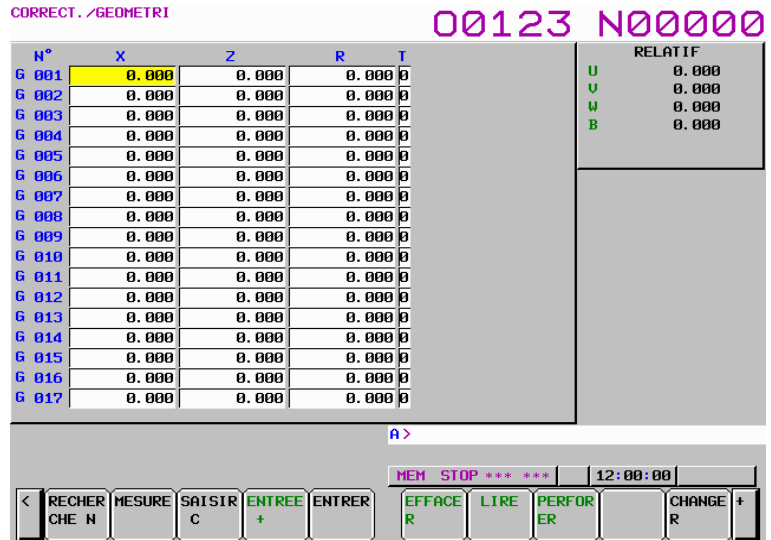 CORRECT./GEOMETRI
O0123 N00000
N° X Z R T
G 001 0.000 0.000 0.000 0
G 002 0.000 0.000 0.000 0
G 003 0.000 0.000 0.000 0
G 004 0.000 0.000 0.000 0
G 005 0.000 0.000 0.000 0
G 006 0.000 0.000 0.000 0
G 007 0.000 0.000 0.000 0
G 008 0.000 0.000 0.000 0
G 009 0.000 0.000 0.000 0
G 010 0.000 0.000 0.000 0
G 011 0.000 0.000 0.000 0
G 012 0.000 0.000 0.000 0
G 013 0.000 0.000 0.000 0
G 014 0.000 0.000 0.000 0
G 015 0.000 0.000 0.000 0
G 016 0.000 0.000 0.000 0
G 017 0.000 0.000 0.000 0
RELATIF
U 0.000
V 0.000
W 0.000
B 0.000
A>
MEM STOP *** *** 12:00:00
< RECHER MESURE SAISIR ENTREE ENTRER EFFACE LIRE PERFOR CHANGE +
CHE N C + R ER R